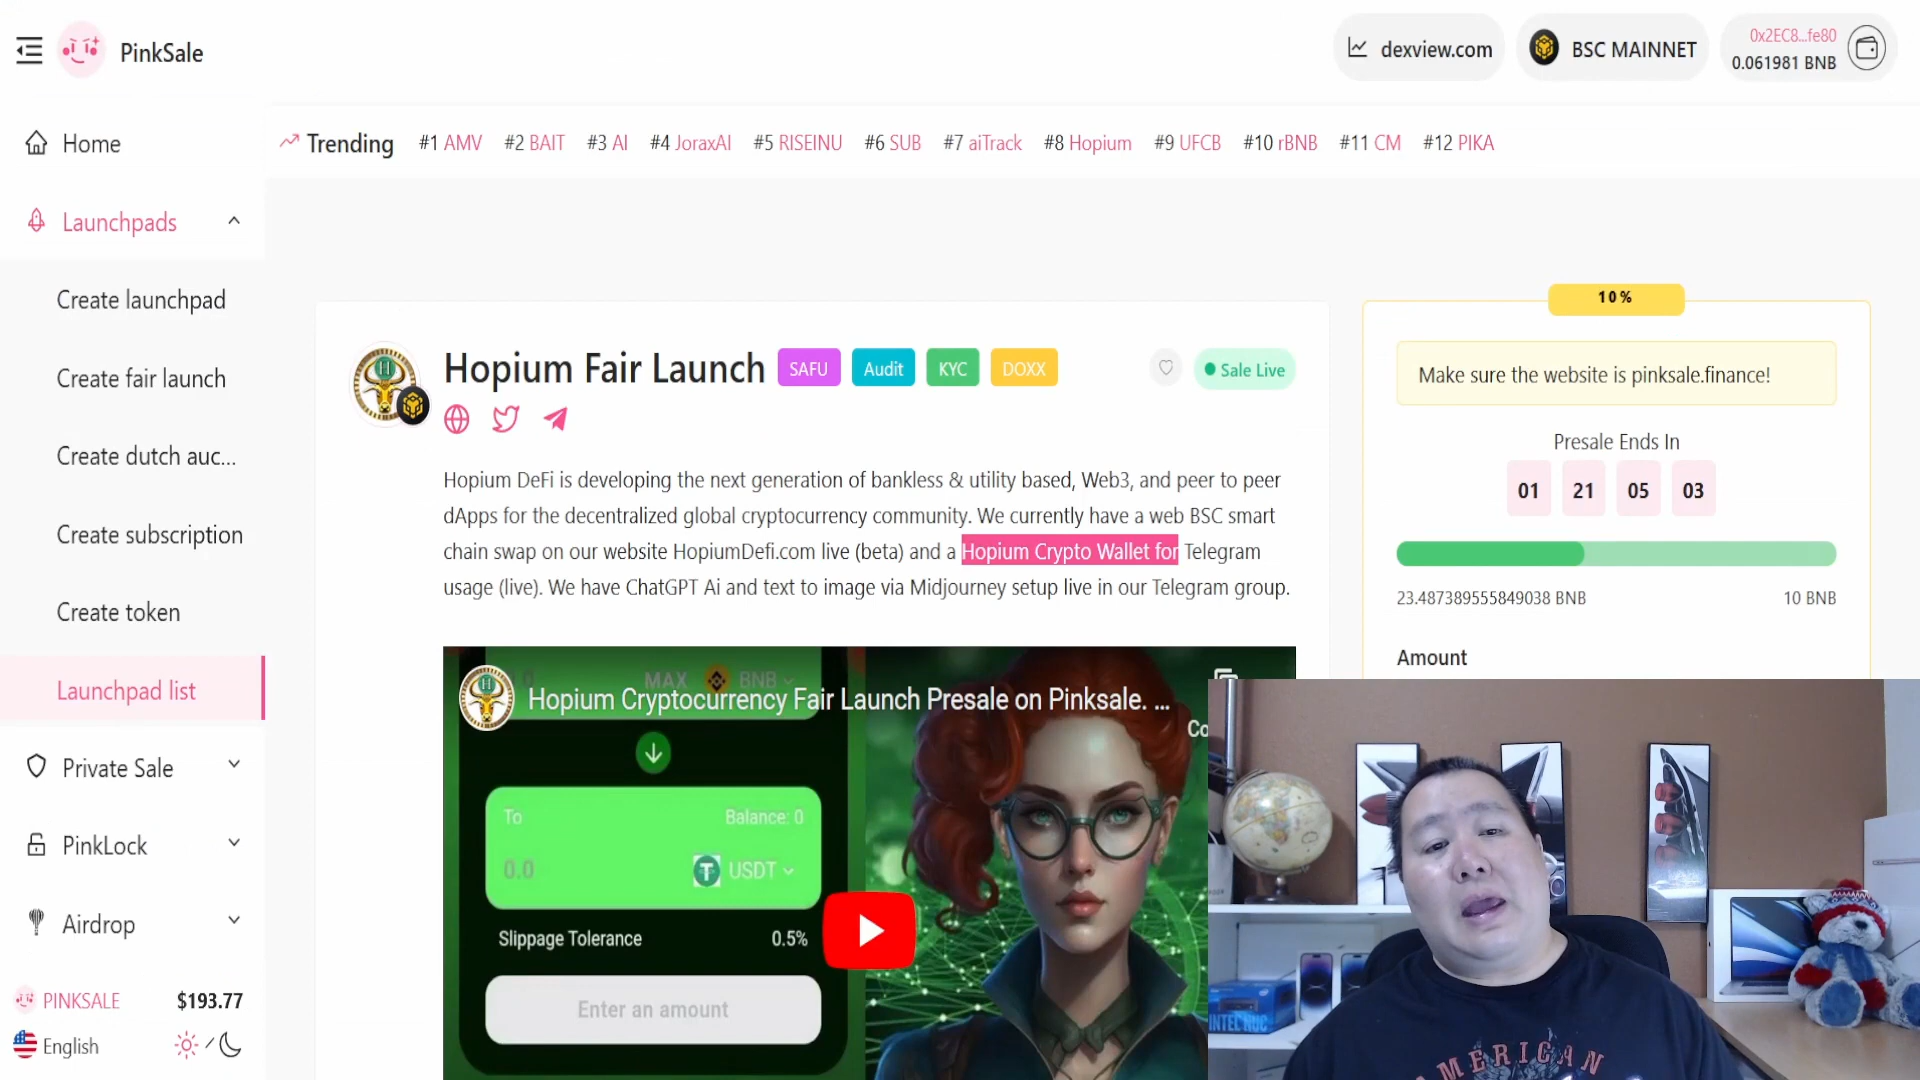 PinkSale
dexview.com
BSC MAINNET
0x2EC8...fe80
0.061981 BNB
Trending #1 AMV #2 BAIT #3 AI #4 JoraxAI #5 RISEINU #6 SUB #7 aiTrack #8 Hopium #9 UFCB #10 rBNB #11 CM #12 PIKA
Home
Launchpads
Create launchpad
Create fair launch
Create dutch auc...
Create subscription
Create token
Launchpad list
Private Sale
PinkLock
Airdrop
PINKSALE $193.77
English
Hopium Fair Launch SAFU Audit KYC DOXX
Sale Live
Hopium DeFi is developing the next generation of bankless & utility based, Web3, and peer to peer
dApps for the decentralized global cryptocurrency community. We currently have a web BSC smart
chain swap on our website HopiumDefi.com live (beta) and a Hopium Crypto Wallet for Telegram
usage (live). We have ChatGPT Ai and text to image via Midjourney setup live in our Telegram group.
MAX BNB
Hopium Cryptocurrency Fair Launch Presale on Pinksale. ...
Co
To Balance: 0
0.0 USDT
Slippage Tolerance 0.5%
Enter an amount
10%
Make sure the website is pinksale.finance!
Presale Ends In
01 21 05 03
23.487389555849038 BNB 10 BNB
Amount
INTEL NUC
AMERICAN